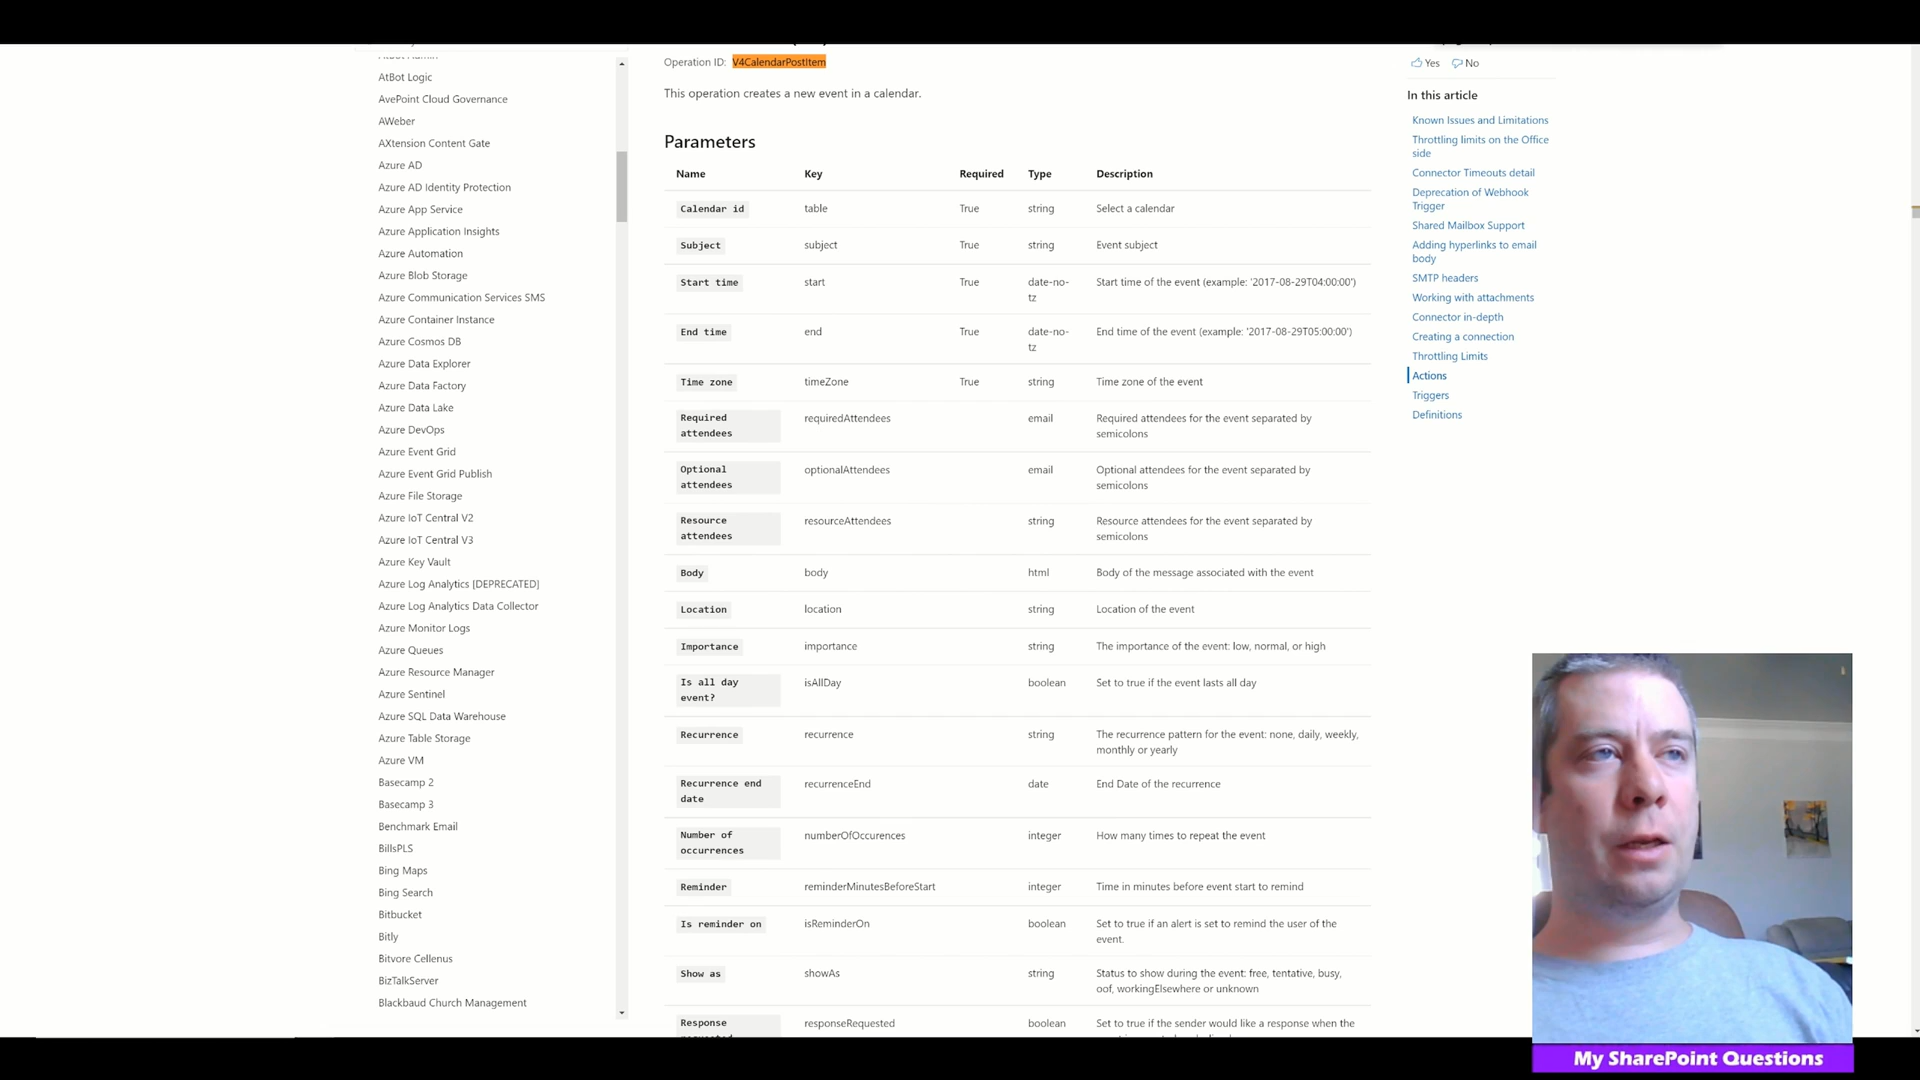 AtBot Logic
AvePoint Cloud Governance
AWeber
AXtension Content Gate
Azure AD
Azure AD Identity Protection
Azure App Service
Azure Application Insights
Azure Automation
Azure Blob Storage
Azure Communication Services SMS
Azure Container Instance
Azure Cosmos DB
Azure Data Explorer
Azure Data Factory
Azure Data Lake
Azure DevOps
Azure Event Grid
Azure Event Grid Publish
Azure File Storage
Azure IoT Central V2
Azure IoT Central V3
Azure Key Vault
Azure Log Analytics [DEPRECATED]
Azure Log Analytics Data Collector
Azure Monitor Logs
Azure Queues
Azure Resource Manager
Azure Sentinel
Azure SQL Data Warehouse
Azure Table Storage
Azure VM
Basecamp 2
Basecamp 3
Benchmark Email
BillsPLS
Bing Maps
Bing Search
Bitbucket
Bitly
Bitvore Cellenus
BizTalkServer
Blackbaud Church Management
Operation ID: V4CalendarPostItem
This operation creates a new event in a calendar.
Parameters
Name Key Required Type Description
Calendar id table True string Select a calendar
Subject subject True string Event subject
Start time start True date-no-tz Start time of the event (example: '2017-08-29T04:00:00')
End time end True date-no-tz End time of the event (example: '2017-08-29T05:00:00')
Time zone timeZone True string Time zone of the event
Required attendees requiredAttendees email Required attendees for the event separated by semicolons
Optional attendees optionalAttendees email Optional attendees for the event separated by semicolons
Resource attendees resourceAttendees string Resource attendees for the event separated by semicolons
Body body html Body of the message associated with the event
Location location string Location of the event
Importance importance string The importance of the event: low, normal, or high
Is all day event? isAllDay boolean Set to true if the event lasts all day
Recurrence recurrence string The recurrence pattern for the event: none, daily, weekly, monthly or yearly
Recurrence end date recurrenceEnd date End Date of the recurrence
Number of occurrences numberOfOccurences integer How many times to repeat the event
Reminder reminderMinutesBeforeStart integer Time in minutes before event start to remind
Is reminder on isReminderOn boolean Set to true if an alert is set to remind the user of the event.
Show as showAs string Status to show during the event: free, tentative, busy, oof, workingElsewhere or unknown
Response responseRequested boolean Set to true if the sender would like a response when the
Yes No
In this article
Known Issues and Limitations
Throttling limits on the Office
side
Connector Timeouts detail
Deprecation of Webhook
Trigger
Shared Mailbox Support
Adding hyperlinks to email
body
SMTP headers
Working with attachments
Connector in-depth
Creating a connection
Throttling Limits
Actions
Triggers
Definitions
My SharePoint Questions